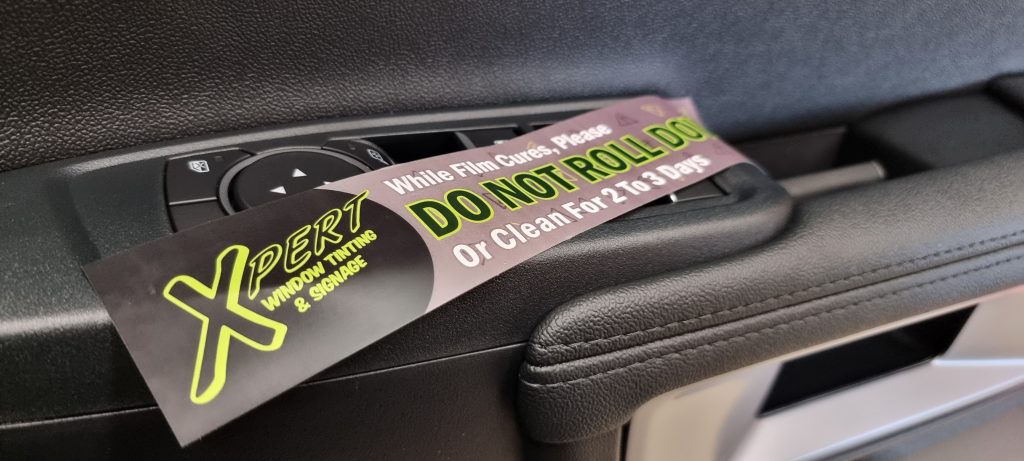 XPERT
WINDOW TINTING
& SIGNAGE
While Film Cures, Please
DO NOT ROLL DO
Or Clean For 2 To 3 Days